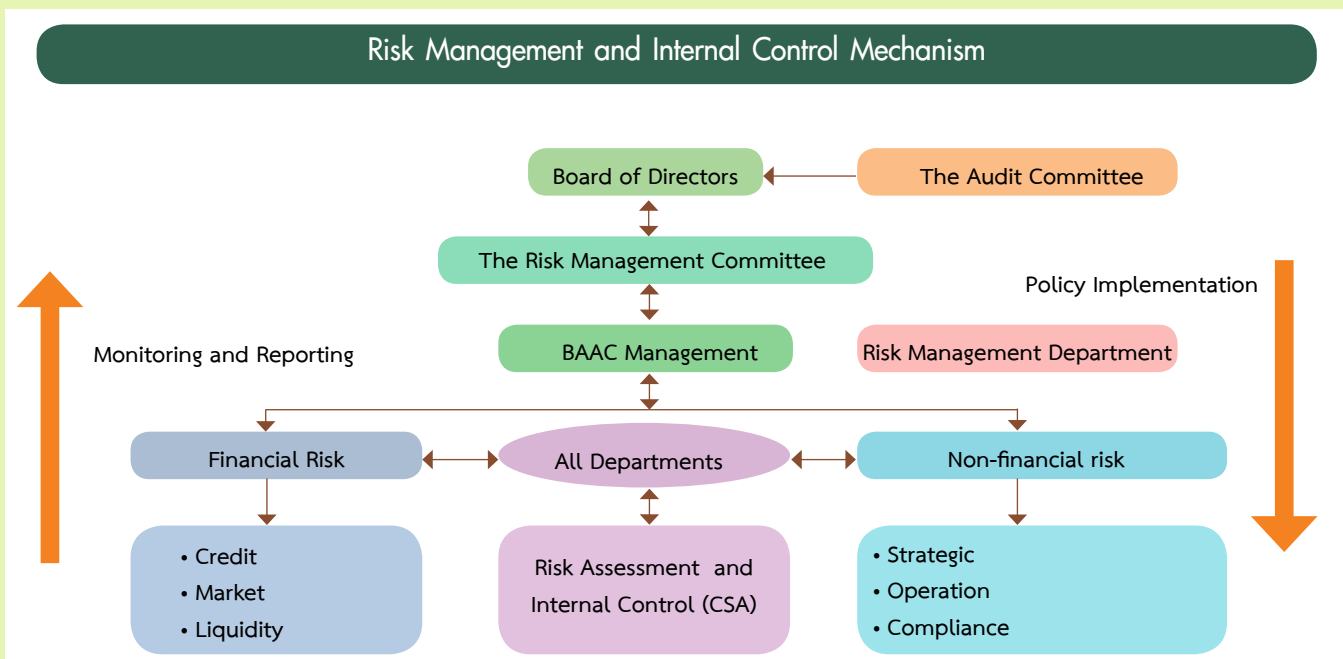 Risk Management and Internal Control Mechanism
Board of Directors
The Audit Committee
The Risk Management Committee
Policy Implementation
Monitoring and Reporting
BAAC Management
Risk Management Department
Financial Risk
All Departments
Non-financial risk
• Credit
• Market
• Liquidity
Risk Assessment and
Internal Control (CSA)
• Strategic
• Operation
• Compliance